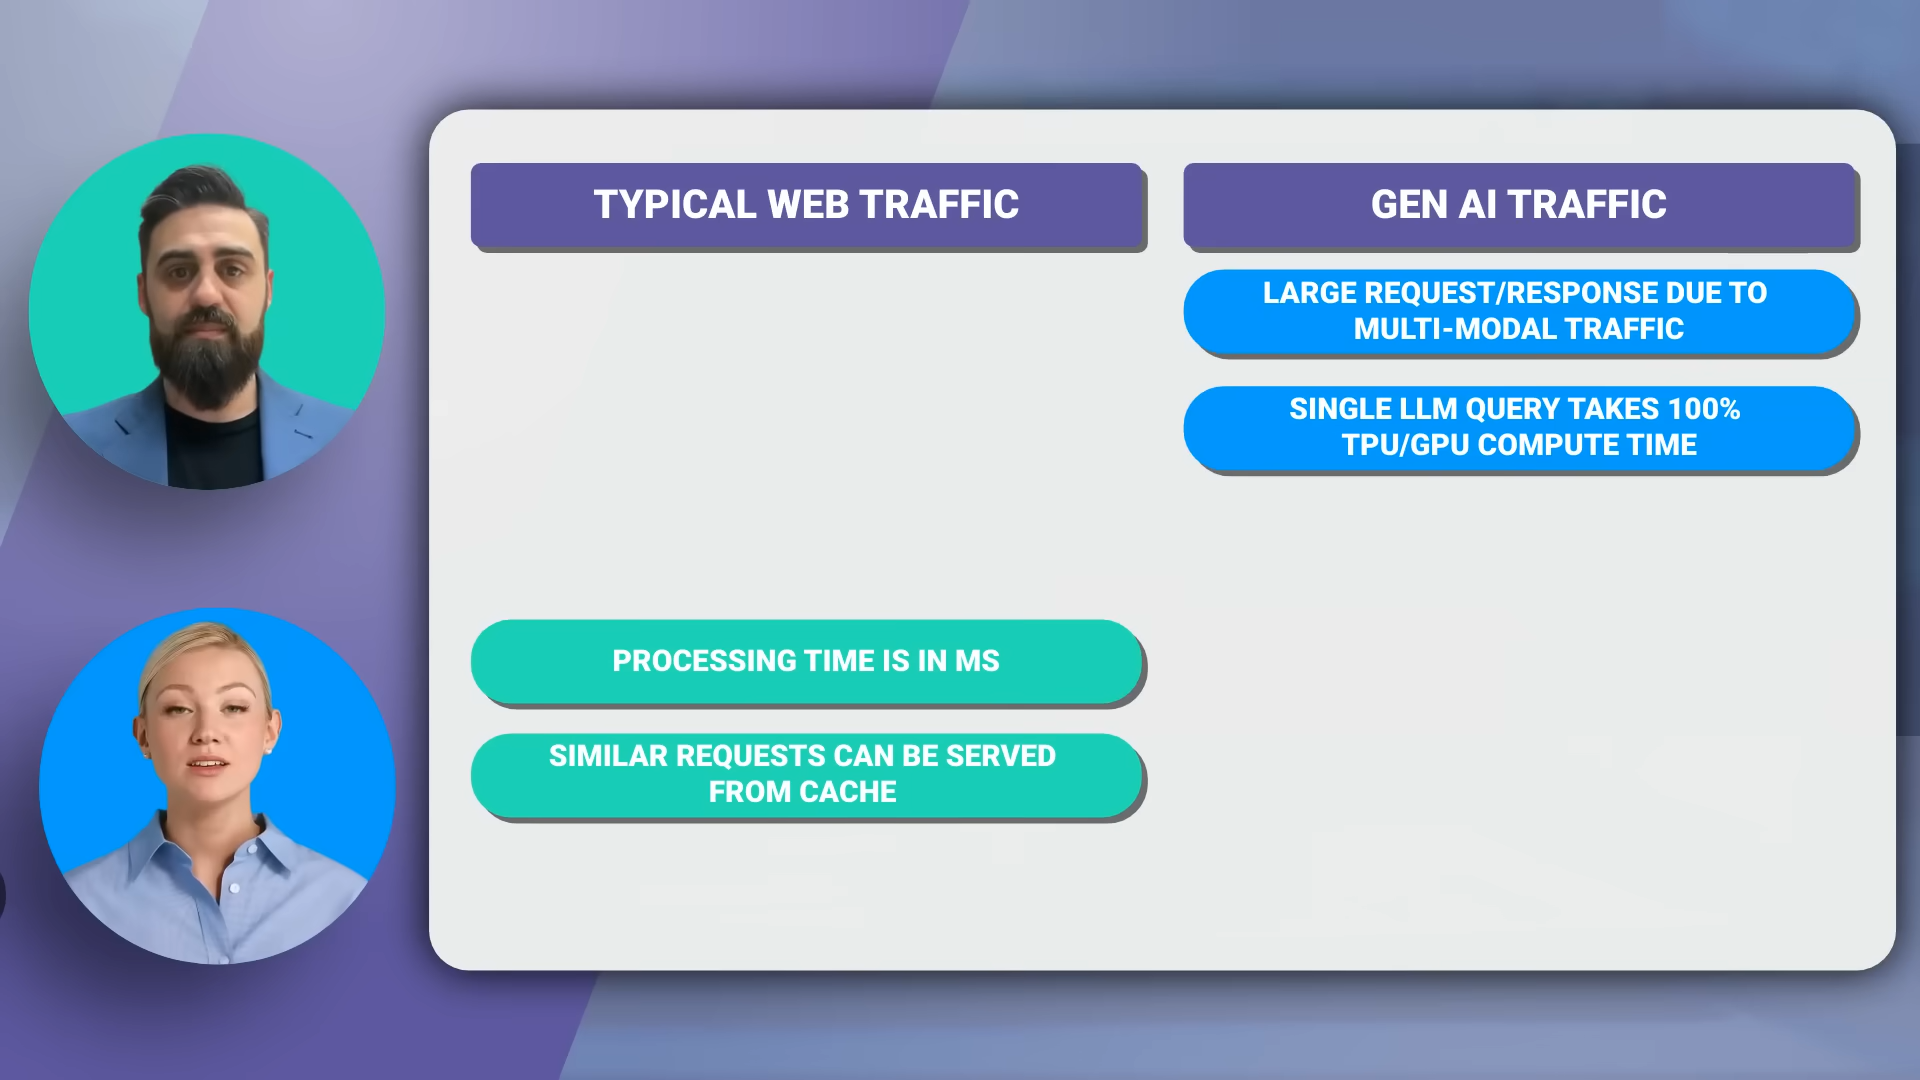 TYPICAL WEB TRAFFIC
GEN AI TRAFFIC
LARGE REQUEST/RESPONSE DUE TO
MULTI-MODAL TRAFFIC
SINGLE LLM QUERY TAKES 100%
TPU/GPU COMPUTE TIME
PROCESSING TIME IS IN MS
SIMILAR REQUESTS CAN BE SERVED
FROM CACHE